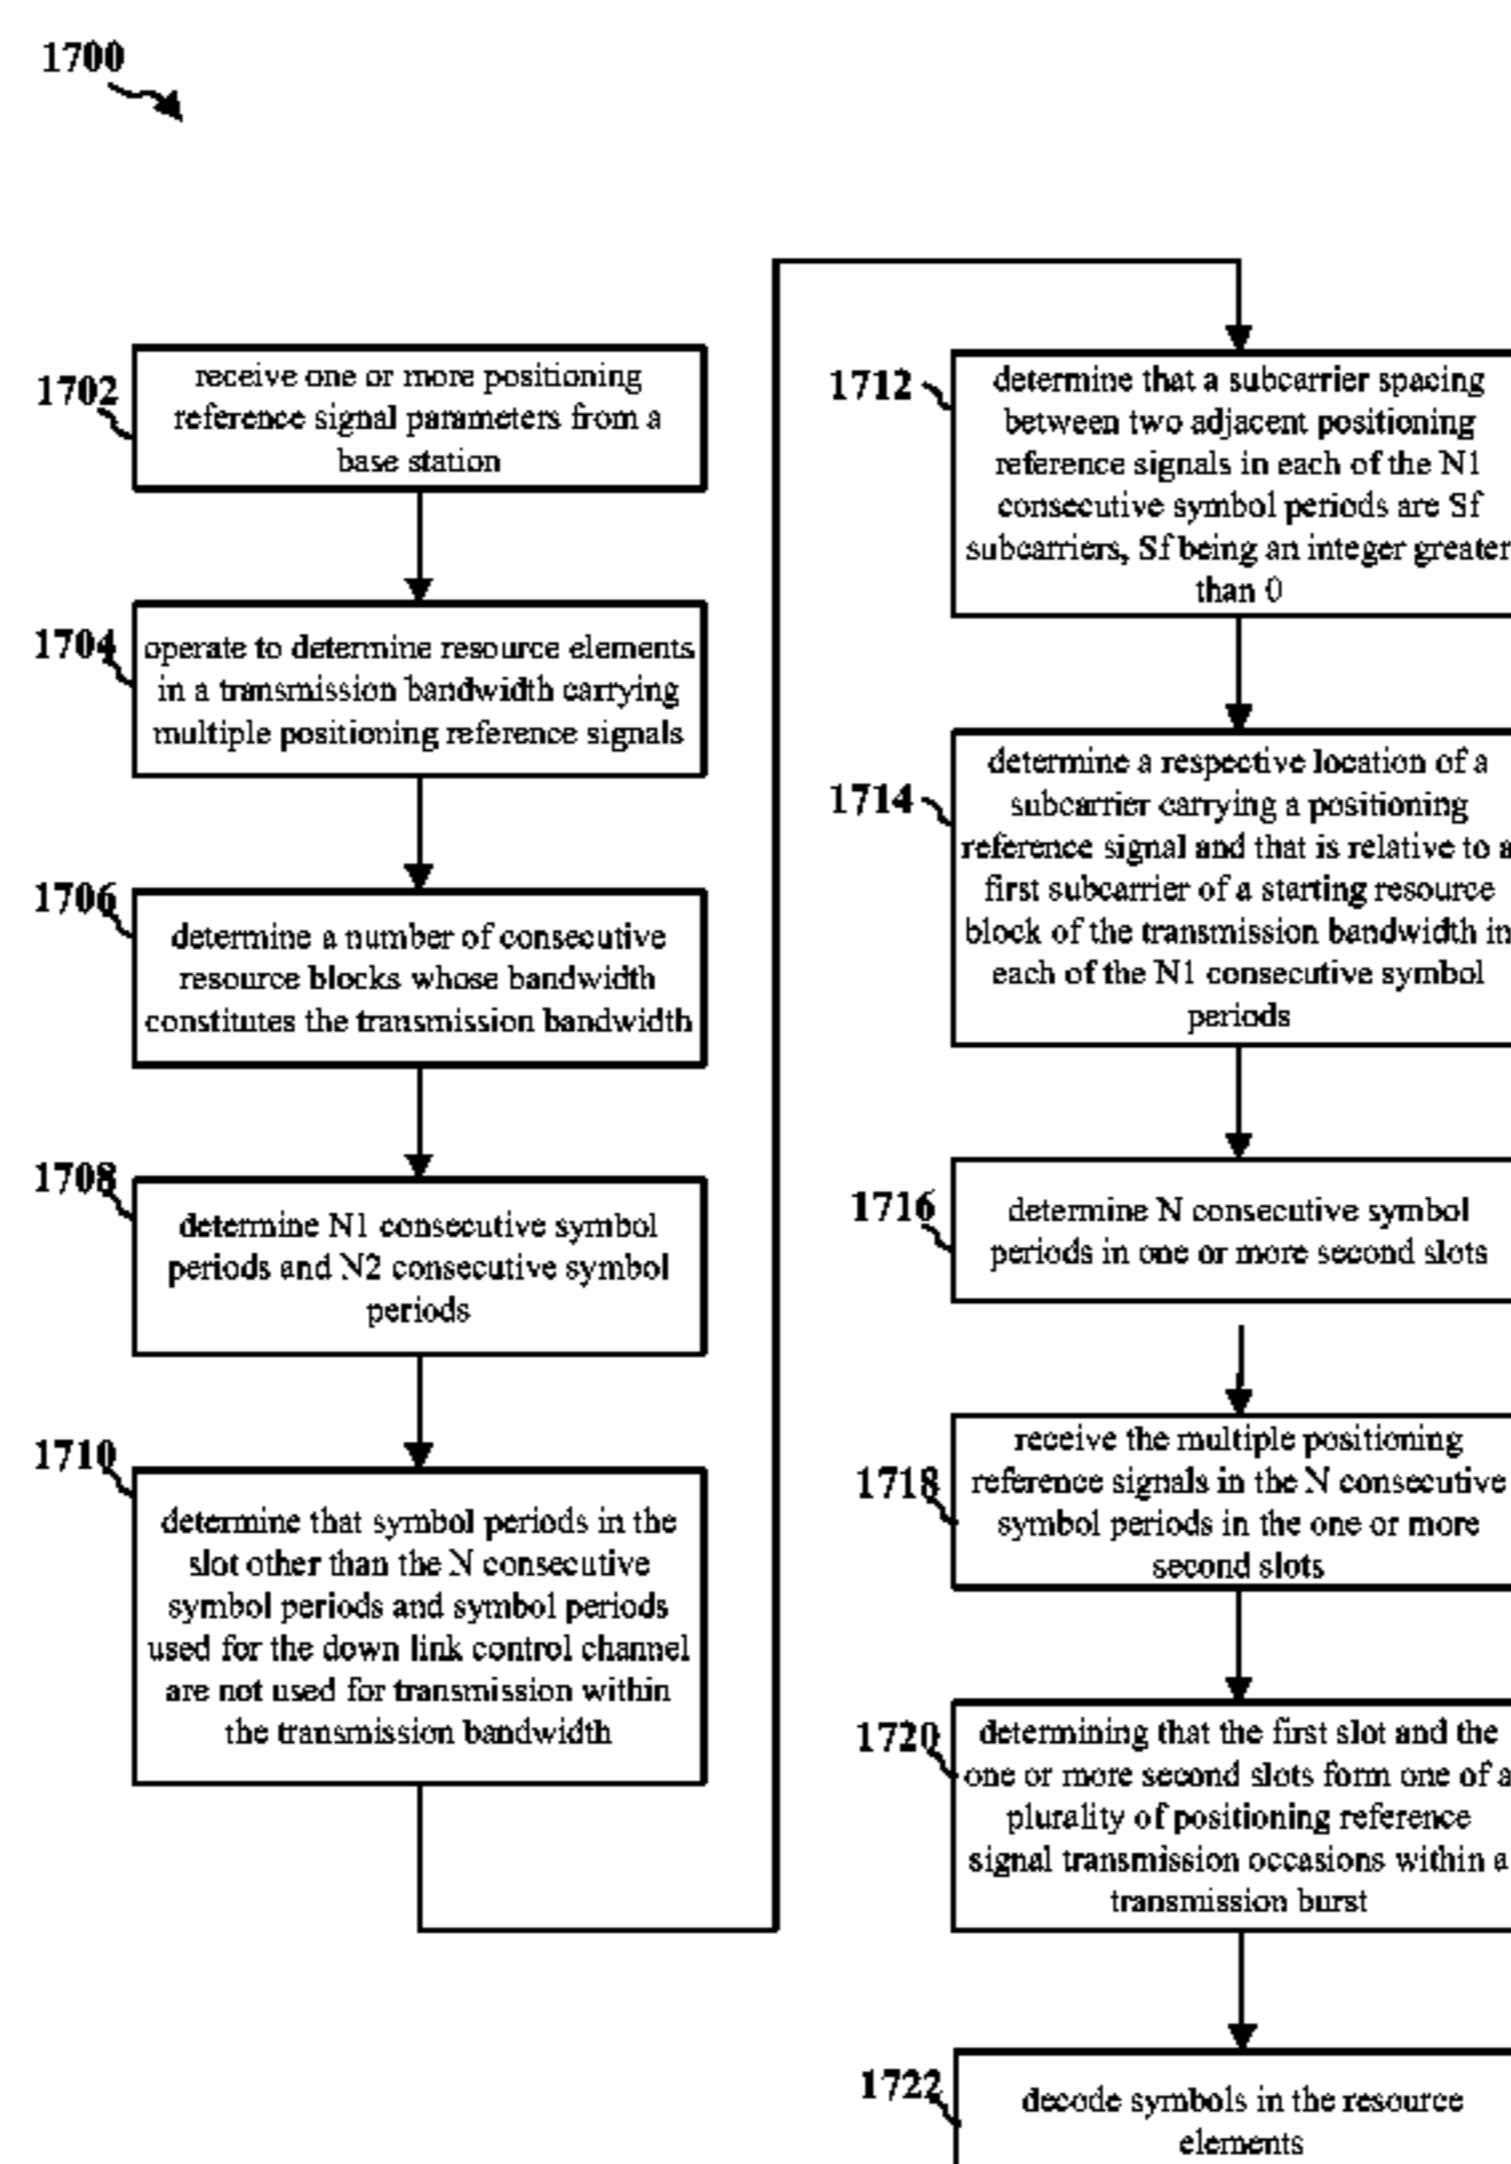 1700
1702
receive one or more positioning
reference signal parameters from a
base station
1704
operate to determine resource elements
in a transmission bandwidth carrying
multiple positioning reference signals
1706
determine a number of consecutive
resource blocks whose bandwidth
constitutes the transmission bandwidth
1708
determine N1 consecutive symbol
periods and N2 consecutive symbol
periods
1710
determine that symbol periods in the
slot other than the N consecutive
symbol periods and symbol periods
used for the down link control channel
are not used for transmission within
the transmission bandwidth
1712
determine that a subcarrier spacing
between two adjacent positioning
reference signals in each of the N1
consecutive symbol periods are Sf
subcarriers, Sf being an integer greater
than 0
1714
determine a respective location of a
subcarrier carrying a positioning
reference signal and that is relative to a
first subcarrier of a starting resource
block of the transmission bandwidth in
each of the N1 consecutive symbol
periods
1716
determine N consecutive symbol
periods in one or more second slots
1718
receive the multiple positioning
reference signals in the N consecutive
symbol periods in the one or more
second slots
1720
determining that the first slot and the
one or more second slots form one of a
plurality of positioning reference
signal transmission occasions within a
transmission burst
1722
decode symbols in the resource
elements